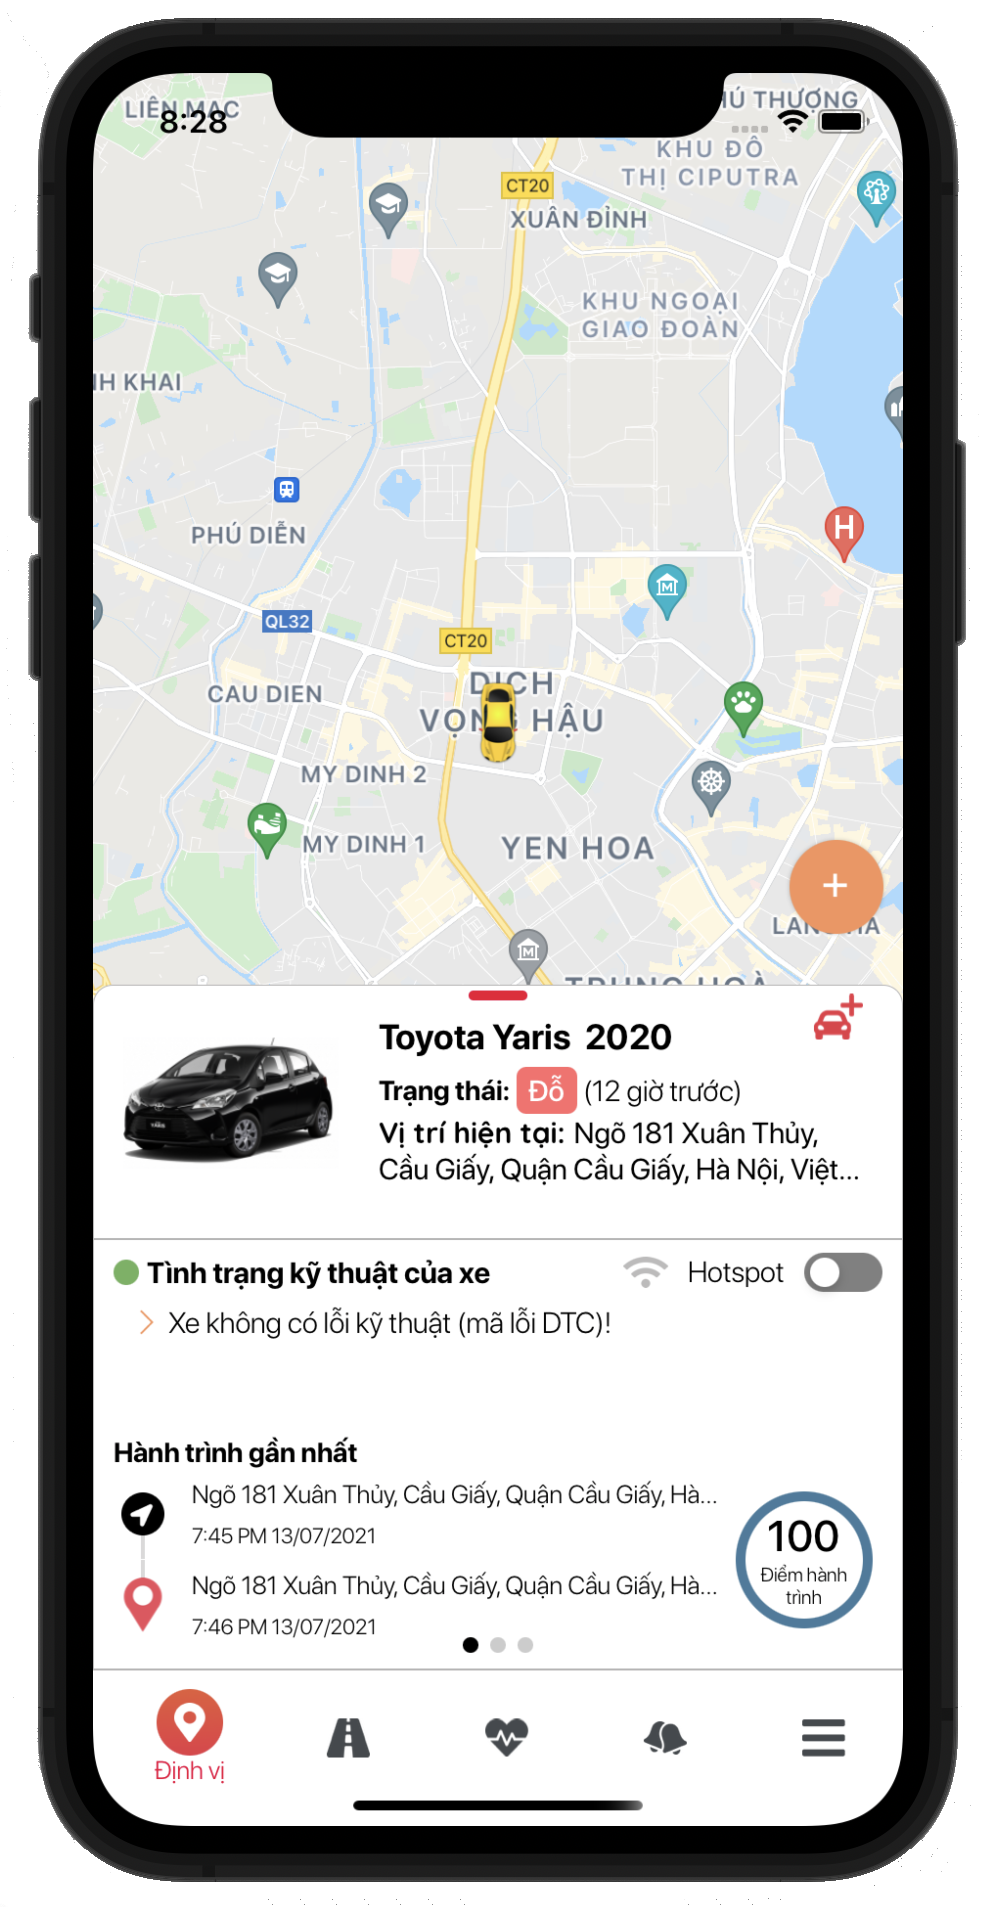 LIÊN MẠC
8:28
HÚ THƯỢNG
KHU ĐÔ
THỊ CIPUTRA
CT20
XUÂN ĐỈNH
KHU NGOẠI
GIAO ĐOÀN
NH KHAI
PHÚ DIỄN
H
QL32
CT20
DỊCH
VỌNG HẬU
CAU DIEN
MY DINH 2
MY DINH 1
YEN HOA
+
LANG HA
TRUNG HOÀ
Toyota Yaris 2020
Trạng thái: Đỗ (12 giờ trước)
Vị trí hiện tại: Ngõ 181 Xuân Thủy,
Cầu Giấy, Quận Cầu Giấy, Hà Nội, Việt...
Tình trạng kỹ thuật của xe
Hotspot
Xe không có lỗi kỹ thuật (mã lỗi DTC)!
Hành trình gần nhất
Ngõ 181 Xuân Thủy, Cầu Giấy, Quận Cầu Giấy, Hà...
7:45 PM 13/07/2021
Ngõ 181 Xuân Thủy, Cầu Giấy, Quận Cầu Giấy, Hà...
7:46 PM 13/07/2021
100
Điểm hành
trình
Định vị